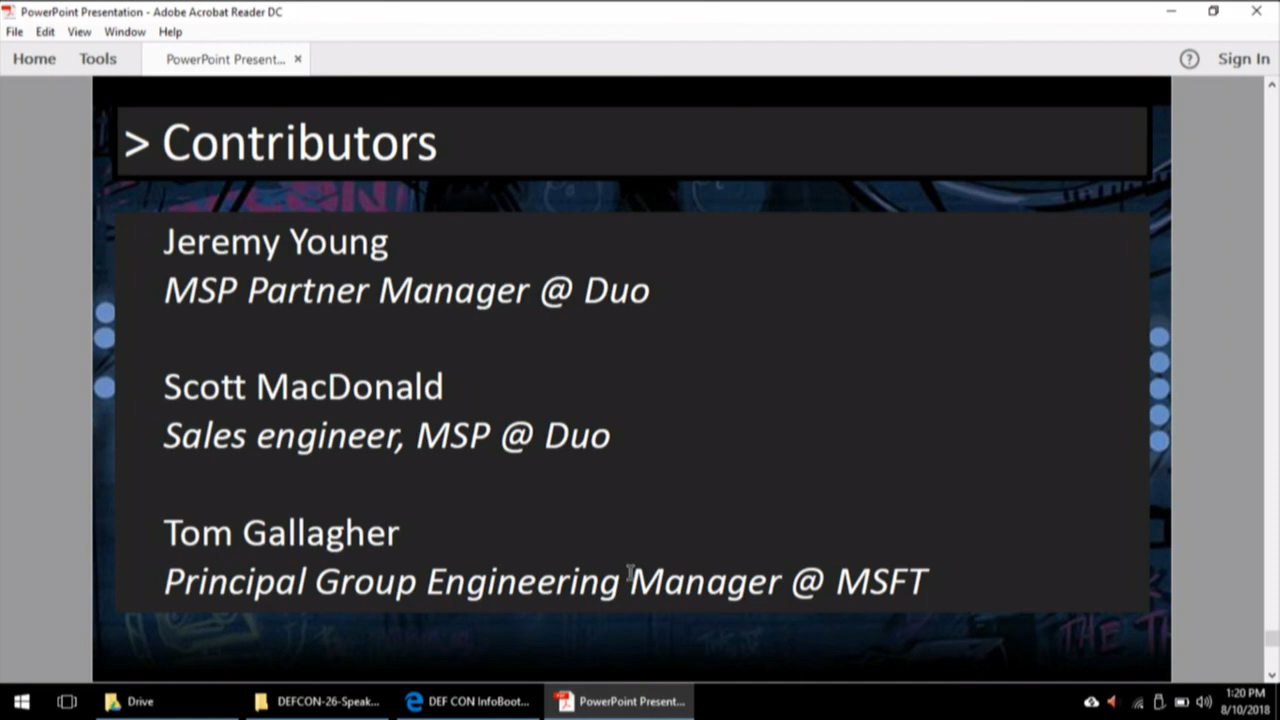 PowerPoint Presentation - Adobe Acrobat Reader DC
File Edit View Window Help
Home Tools PowerPoint Present... × ? Sign In
> Contributors
Jeremy Young
MSP Partner Manager @ Duo
Scott MacDonald
Sales engineer, MSP @ Duo
Tom Gallagher
Principal Group Engineering Manager @ MSFT
THE TH
1:20 PM
Drive DEFCON-26-Speak... DEF CON InfoBoot... PowerPoint Present...
8/10/2018